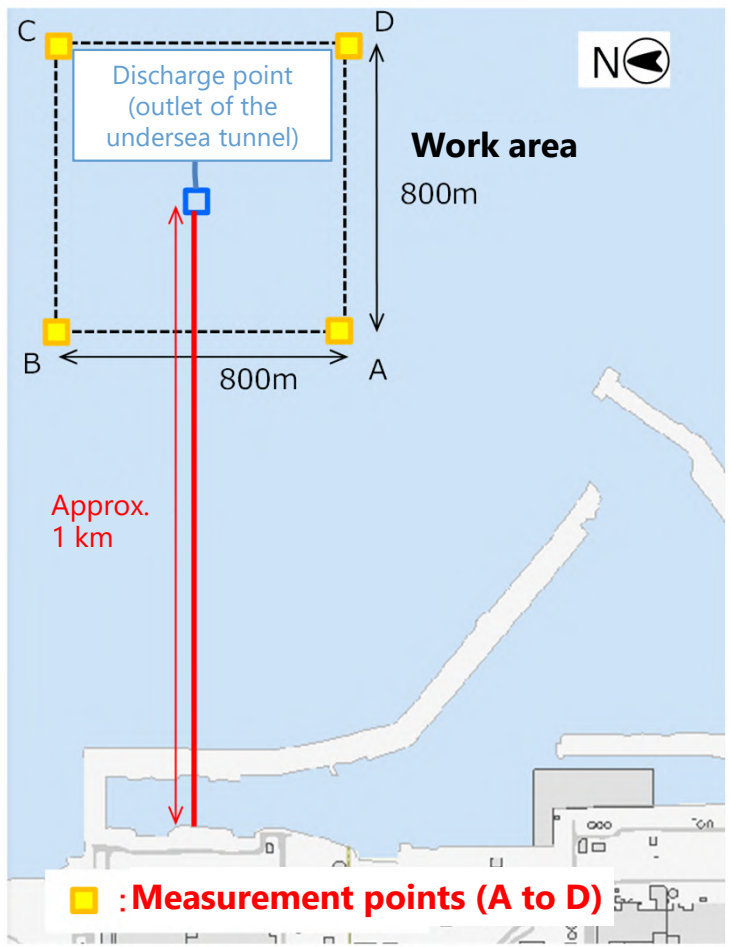 C
D
Discharge point
(outlet of the
undersea tunnel)
N
Work area
800m
B
800m
A
Approx.
1 km
: Measurement points (A to D)